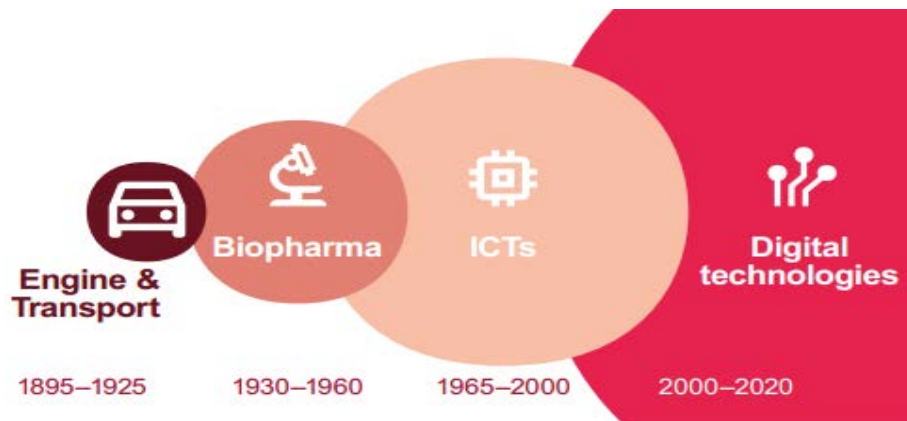 Engine &
Transport
Biopharma
ICTs
Digital
technologies
1895–1925
1930–1960
1965–2000
2000–2020